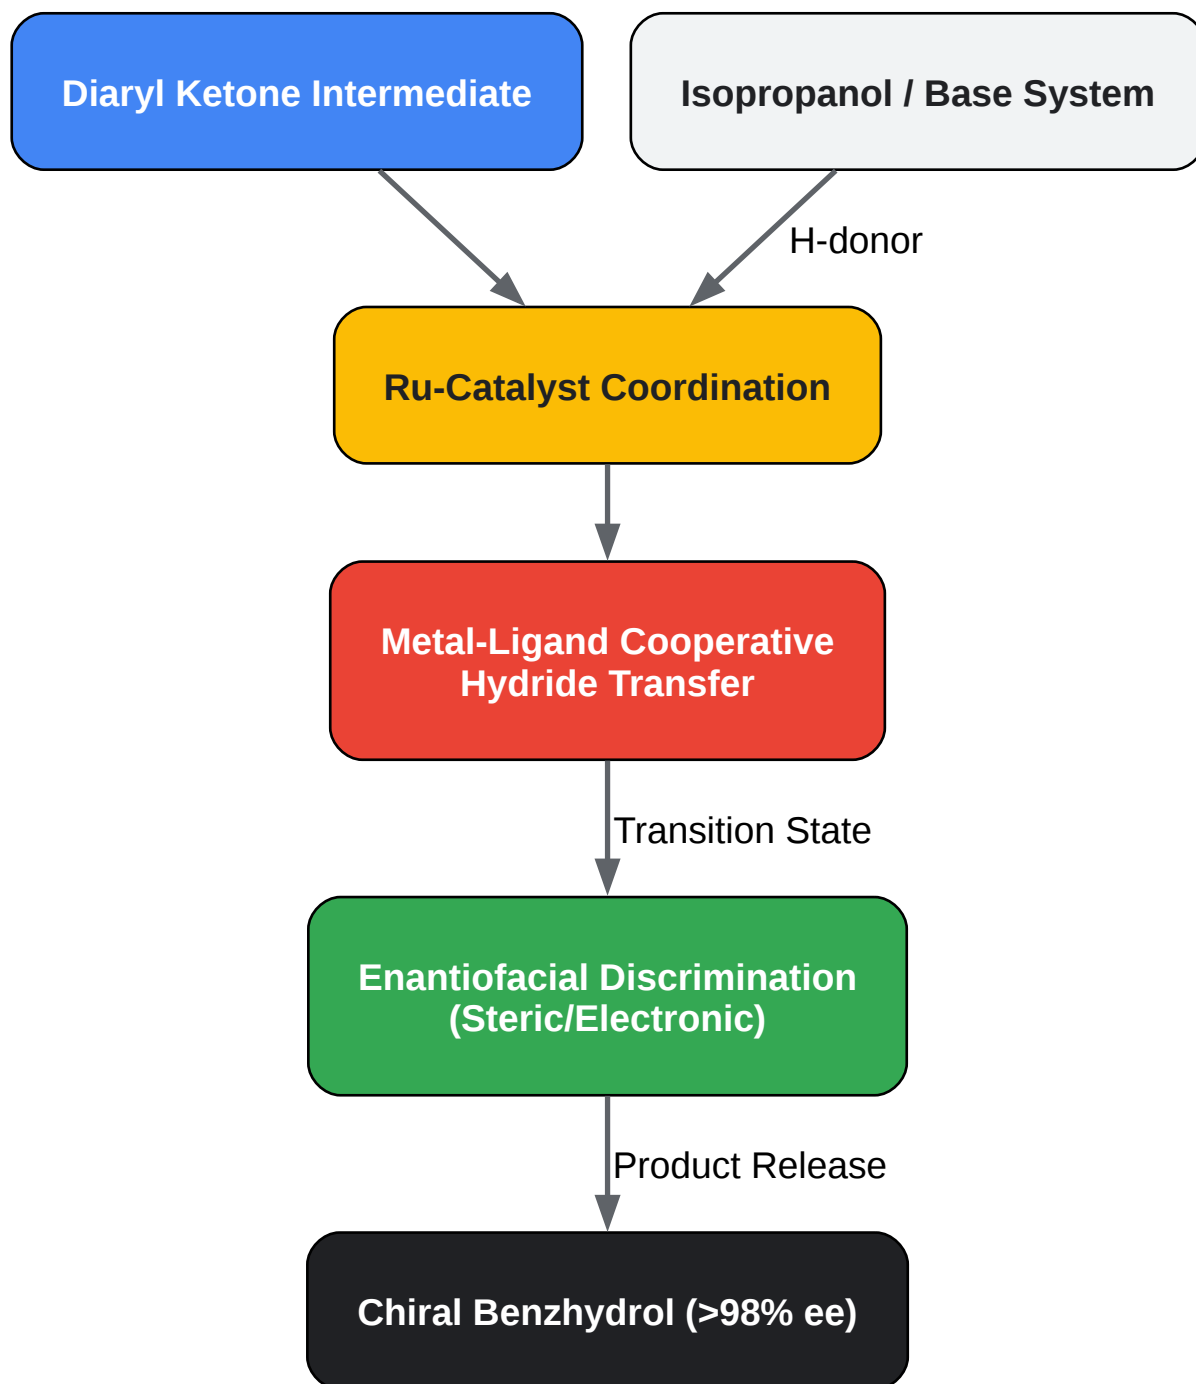 Diaryl Ketone Intermediate
Isopropanol / Base System
H-donor
Ru-Catalyst Coordination
Metal-Ligand Cooperative
Hydride Transfer
Transition State
Enantiofacial Discrimination
(Steric/Electronic)
Product Release
Chiral Benzhydrol (>98% ee)